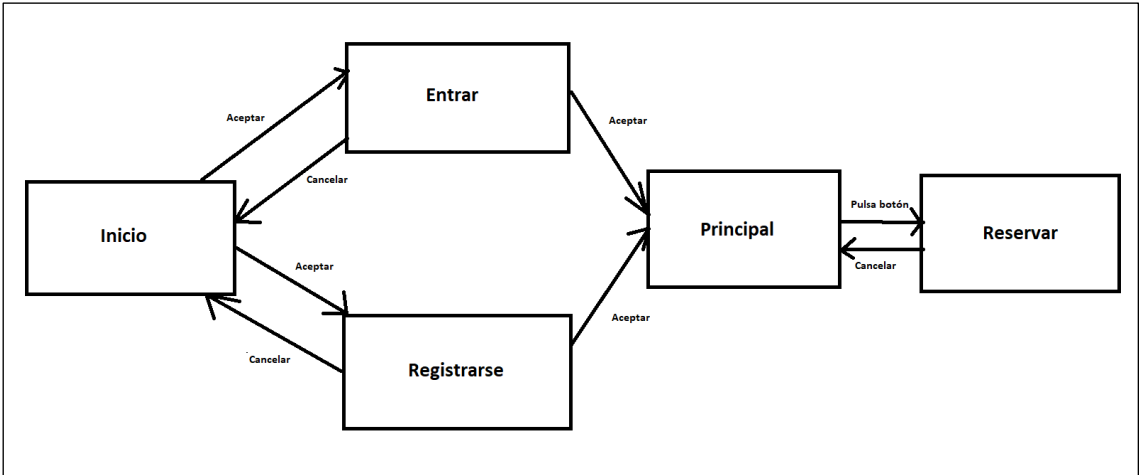 Entrar
Aceptar
Aceptar
Cancelar
Inicio
Principal
Pulsa botón
Reservar
Cancelar
Aceptar
Aceptar
Cancelar
Registrarse